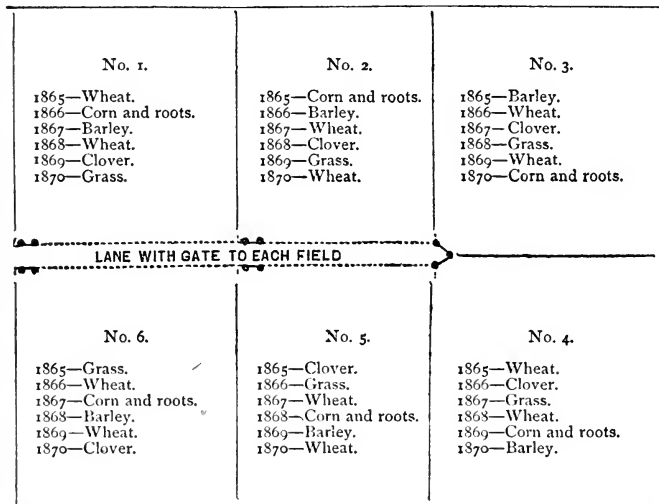 No. 1.
1865—Wheat.
1866—Corn and roots.
1867—Barley.
1868—Wheat.
1869—Clover.
1870—Grass.
No. 2.
1865—Corn and roots.
1866—Barley.
1867—Wheat.
1868—Clover.
1869—Grass.
1870—Wheat.
No. 3.
1865—Barley.
1866—Wheat.
1867—Clover.
1868—Grass.
1869—Wheat.
1870—Corn and roots.
LANE WITH GATE TO EACH FIELD
No. 6.
1865—Grass.
1866—Wheat.
1867—Corn and roots.
1868—Barley.
1869—Wheat.
1870—Clover.
No. 5.
1865—Clover.
1866—Grass.
1867—Wheat.
1868—Corn and roots.
1869—Barley.
1870—Wheat.
No. 4.
1865—Wheat.
1866—Clover.
1867—Grass.
1868—Wheat.
1869—Corn and roots.
1870—Barley.